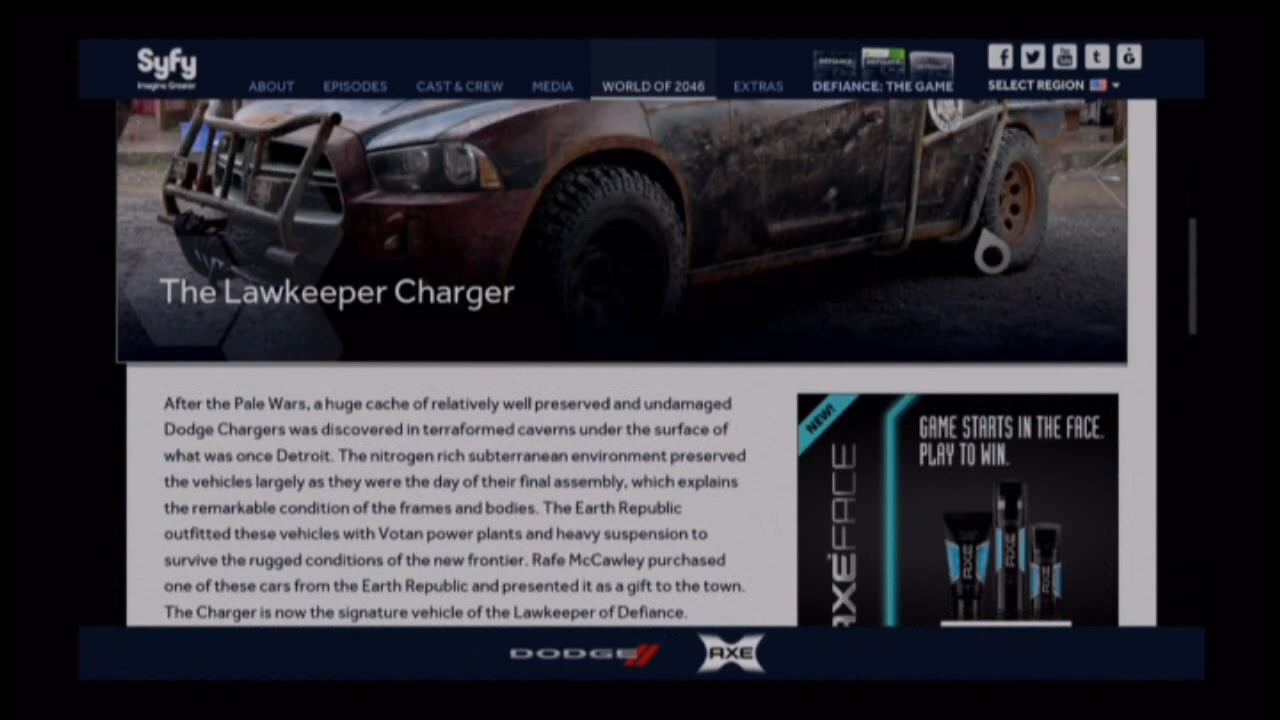 Syfy
Imagine Greater
ABOUT
EPISODES
CAST & CREW
MEDIA
WORLD OF 2046
EXTRAS
DEFIANCE: THE GAME
SELECT REGION
The Lawkeeper Charger
After the Pale Wars, a huge cache of relatively well preserved and undamaged
Dodge Chargers was discovered in terraformed caverns under the surface of
what was once Detroit. The nitrogen rich subterranean environment preserved
the vehicles largely as they were the day of their final assembly, which explains
the remarkable condition of the frames and bodies. The Earth Republic
outfitted these vehicles with Votan power plants and heavy suspension to
survive the rugged conditions of the new frontier. Rafe McCawley purchased
one of these cars from the Earth Republic and presented it as a gift to the town.
The Charger is now the signature vehicle of the Lawkeeper of Defiance.
NEW!
GAME STARTS IN THE FACE.
PLAY TO WIN.
AXE FACE
AXE
AXE
AXE
DODGE
AXE